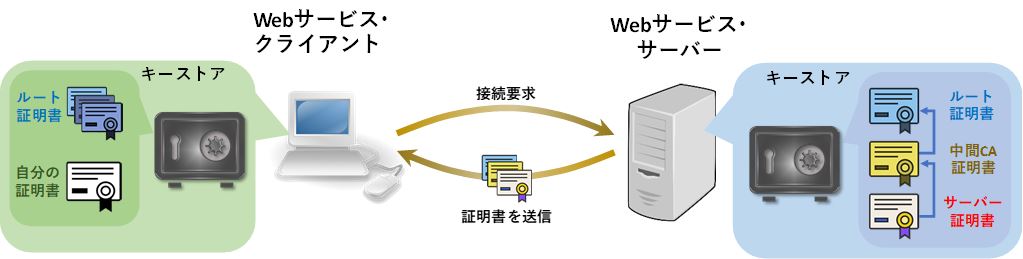 Webサービス・
クライアント
Webサービス・
サーバー
キーストア
ルート
証明書
自分の
証明書
接続要求
証明書を送信
キーストア
ルート
証明書
中間CA
証明書
サーバー
証明書